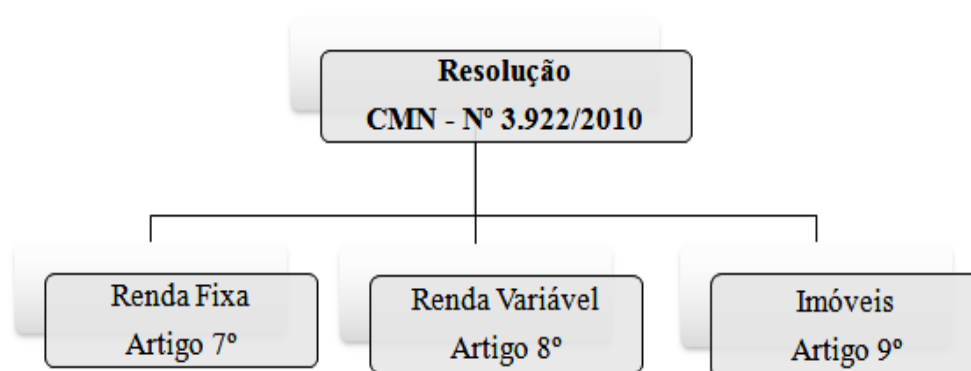 Resolução
CMN - Nº 3.922/2010
Renda Fixa
Artigo 7º
Renda Variável
Artigo 8º
Imóveis
Artigo 9º